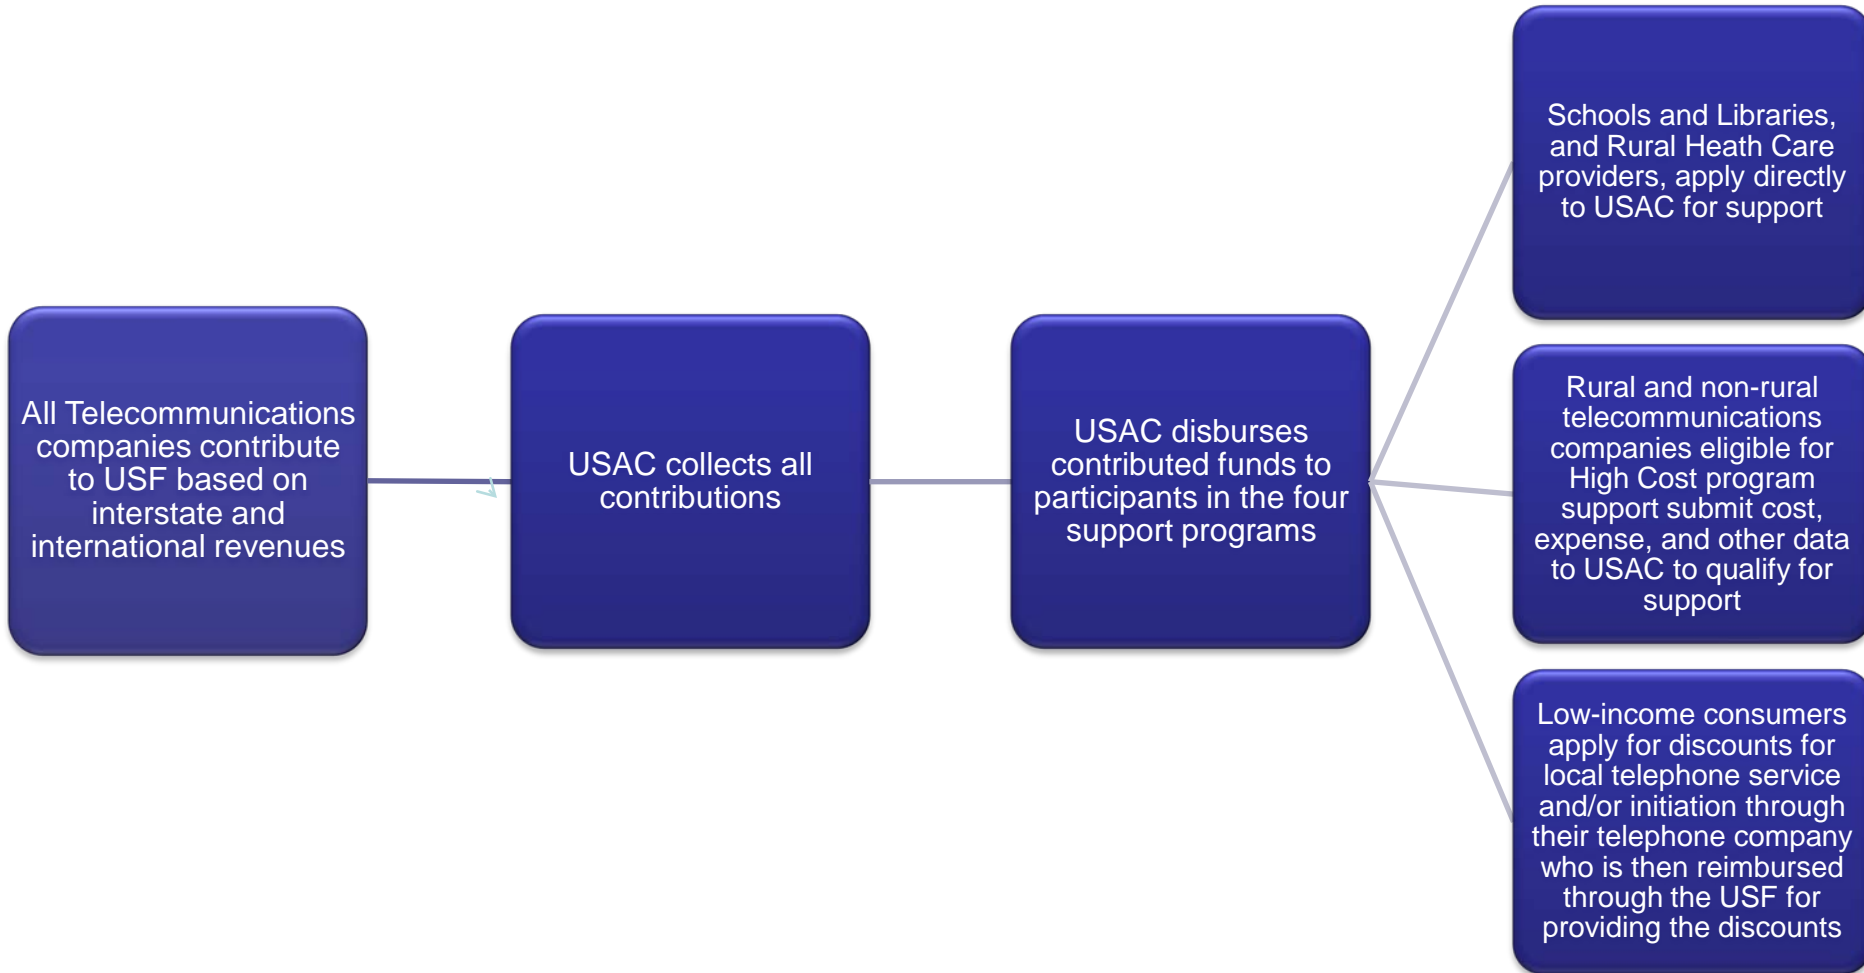 All Telecommunications
companies contribute
to USF based on
interstate and
international revenues
USAC collects all
contributions
USAC disburses
contributed funds to
participants in the four
support programs
Schools and Libraries,
and Rural Heath Care
providers, apply directly
to USAC for support
Rural and non-rural
telecommunications
companies eligible for
High Cost program
support submit cost,
expense, and other data
to USAC to qualify for
support
Low-income consumers
apply for discounts for
local telephone service
and/or initiation through
their telephone company
who is then reimbursed
through the USF for
providing the discounts